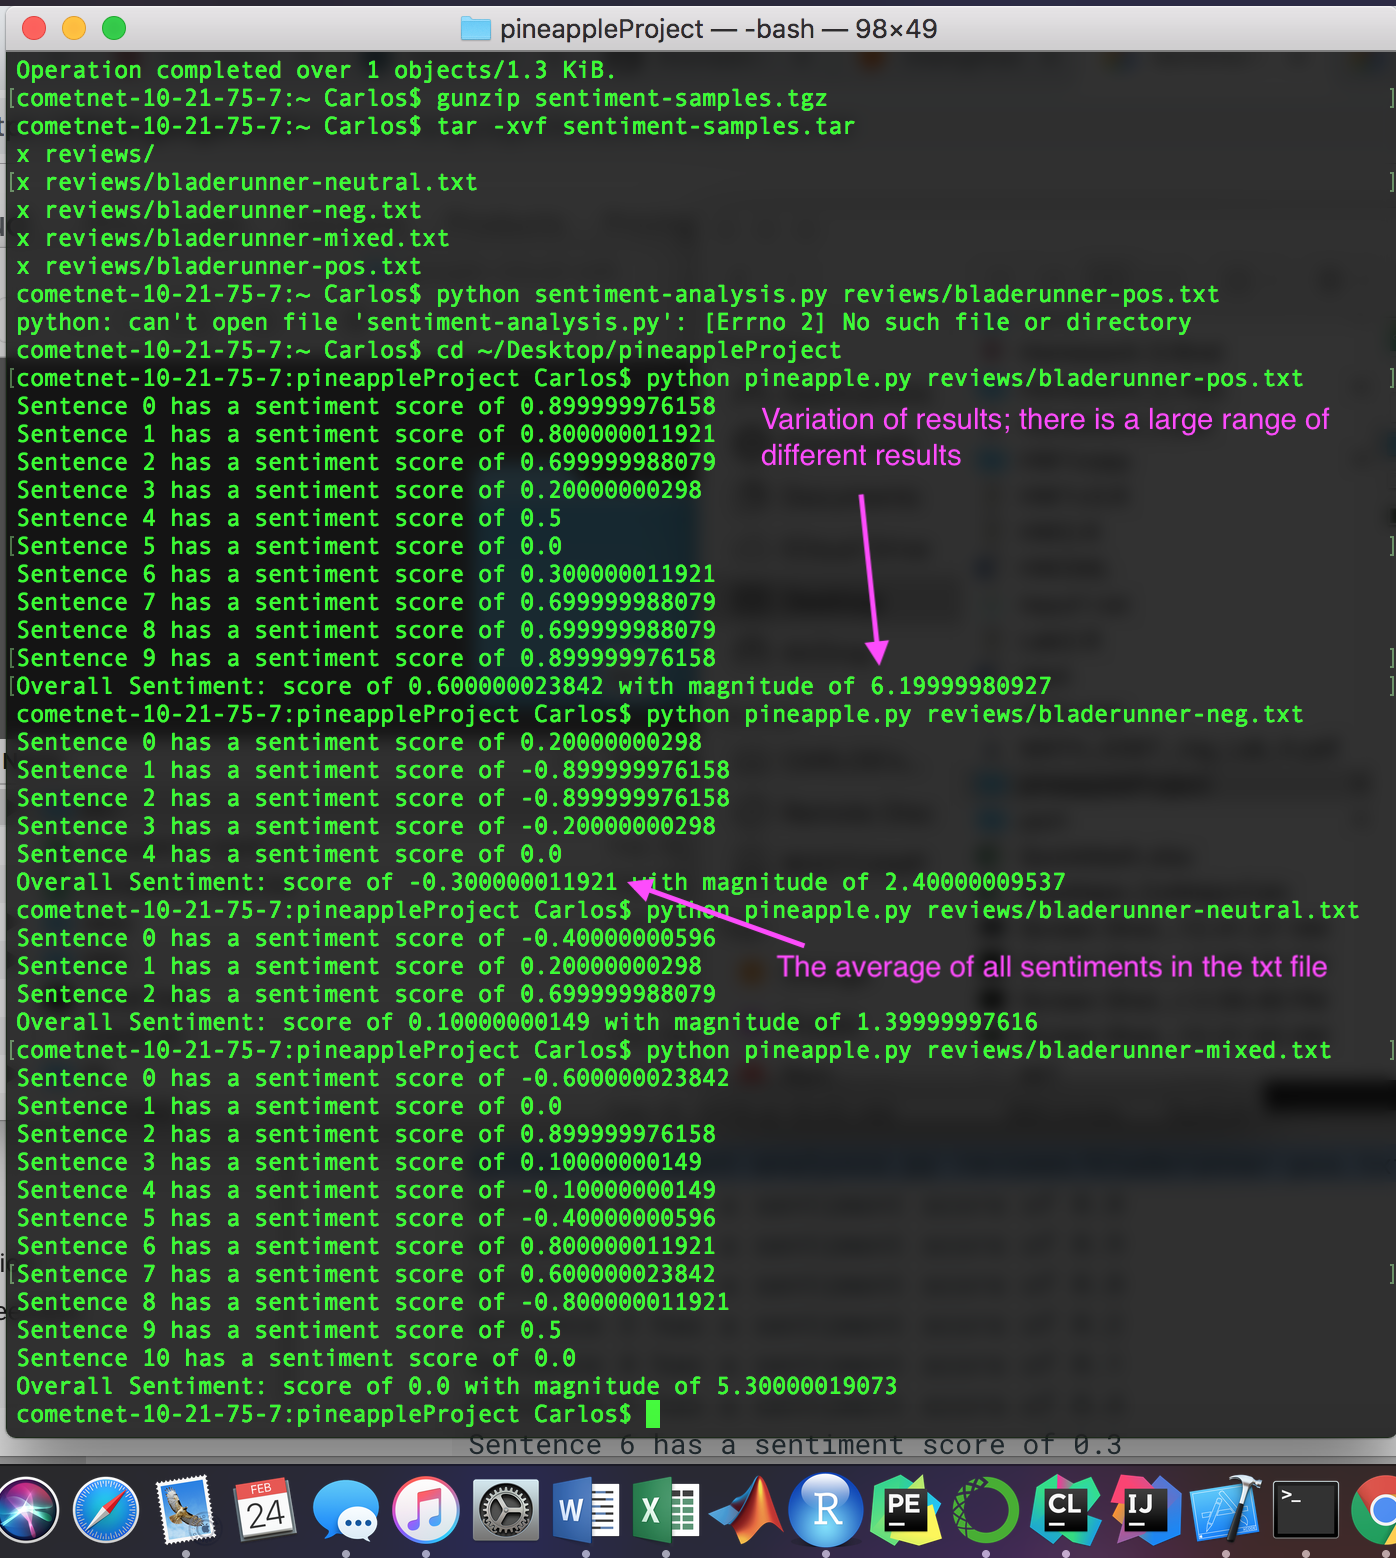 pineappleProject — -bash — 98×49
Operation completed over 1 objects/1.3 KiB.
[cometnet-10-21-75-7:~ Carlos$ gunzip sentiment-samples.tgz ]
cometnet-10-21-75-7:~ Carlos$ tar -xvf sentiment-samples.tar
x reviews/
[x reviews/bladerunner-neutral.txt ]
x reviews/bladerunner-neg.txt
x reviews/bladerunner-mixed.txt
x reviews/bladerunner-pos.txt
cometnet-10-21-75-7:~ Carlos$ python sentiment-analysis.py reviews/bladerunner-pos.txt
python: can't open file 'sentiment-analysis.py': [Errno 2] No such file or directory
cometnet-10-21-75-7:~ Carlos$ cd ~/Desktop/pineappleProject
[cometnet-10-21-75-7:pineappleProject Carlos$ python pineapple.py reviews/bladerunner-pos.txt ]
Sentence 0 has a sentiment score of 0.899999976158
Sentence 1 has a sentiment score of 0.800000011921
Sentence 2 has a sentiment score of 0.699999988079
Variation of results; there is a large range of
different results
Sentence 3 has a sentiment score of 0.20000000298
Sentence 4 has a sentiment score of 0.5
[Sentence 5 has a sentiment score of 0.0 ]
Sentence 6 has a sentiment score of 0.300000011921
Sentence 7 has a sentiment score of 0.699999988079
Sentence 8 has a sentiment score of 0.699999988079
[Sentence 9 has a sentiment score of 0.899999976158 ]
[Overall Sentiment: score of 0.600000023842 with magnitude of 6.19999980927 ]
cometnet-10-21-75-7:pineappleProject Carlos$ python pineapple.py reviews/bladerunner-neg.txt
Sentence 0 has a sentiment score of 0.20000000298
Sentence 1 has a sentiment score of -0.899999976158
Sentence 2 has a sentiment score of -0.899999976158
Sentence 3 has a sentiment score of -0.20000000298
Sentence 4 has a sentiment score of 0.0
Overall Sentiment: score of -0.300000011921 with magnitude of 2.40000009537
cometnet-10-21-75-7:pineappleProject Carlos$ python pineapple.py reviews/bladerunner-neutral.txt
Sentence 0 has a sentiment score of -0.40000000596
Sentence 1 has a sentiment score of 0.20000000298
The average of all sentiments in the txt file
Sentence 2 has a sentiment score of 0.699999988079
Overall Sentiment: score of 0.10000000149 with magnitude of 1.39999997616
[cometnet-10-21-75-7:pineappleProject Carlos$ python pineapple.py reviews/bladerunner-mixed.txt ]
Sentence 0 has a sentiment score of -0.600000023842
Sentence 1 has a sentiment score of 0.0
Sentence 2 has a sentiment score of 0.899999976158
Sentence 3 has a sentiment score of 0.10000000149
Sentence 4 has a sentiment score of -0.10000000149
Sentence 5 has a sentiment score of -0.40000000596
Sentence 6 has a sentiment score of 0.800000011921
[Sentence 7 has a sentiment score of 0.600000023842 ]
Sentence 8 has a sentiment score of -0.800000011921
Sentence 9 has a sentiment score of 0.5
Sentence 10 has a sentiment score of 0.0
Overall Sentiment: score of 0.0 with magnitude of 5.30000019073
cometnet-10-21-75-7:pineappleProject Carlos$
Sentence 6 has a sentiment score of 0.3
FEB
24
W
X
R
PE
CL
IJ
>_